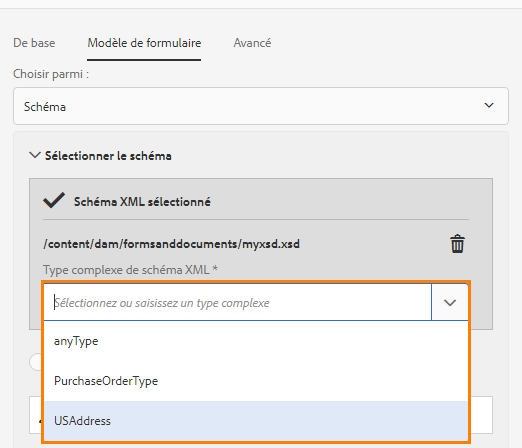 De base Modèle de formulaire Avancé
Choisir parmi :
Schéma
Sélectionner le schéma
Schéma XML sélectionné
/content/dam/formsanddocuments/myxsd.xsd
Type complexe de schéma XML *
Sélectionnez ou saisissez un type complexe
anyType
PurchaseOrderType
USAddress